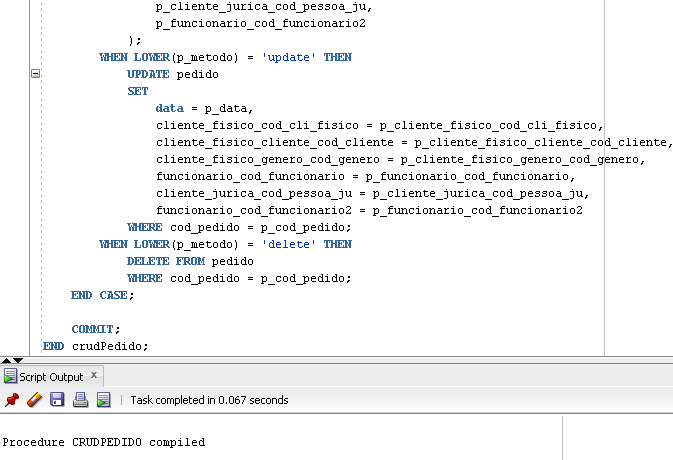 p_cliente_jurica_cod_pessoa_ju,
p_funcionario_cod_funcionario2
);
WHEN LOWER(p_metodo) = 'update' THEN
UPDATE pedido
SET
data = p_data,
cliente_fisico_cod_cli_fisico = p_cliente_fisico_cod_cli_fisico,
cliente_fisico_cliente_cod_cliente = p_cliente_fisico_cliente_cod_cliente,
cliente_fisico_genero_cod_genero = p_cliente_fisico_genero_cod_genero,
funcionario_cod_funcionario = p_funcionario_cod_funcionario,
cliente_jurica_cod_pessoa_ju = p_cliente_jurica_cod_pessoa_ju,
funcionario_cod_funcionario2 = p_funcionario_cod_funcionario2
WHERE cod_pedido = p_cod_pedido;
WHEN LOWER(p_metodo) = 'delete' THEN
DELETE FROM pedido
WHERE cod_pedido = p_cod_pedido;
END CASE;
COMMIT;
END crudPedido;
Script Output x
Task completed in 0.067 seconds
Procedure CRUDPEDIDO compiled